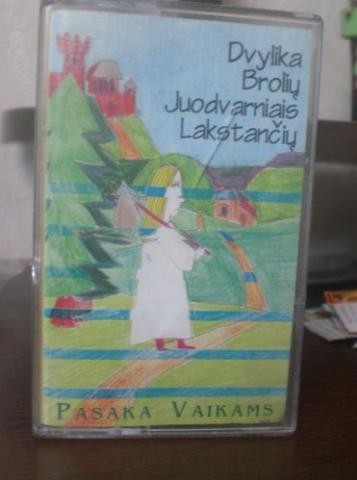 Dvylika
Brolių
Juodvarniais
Lakstančių
PASAKA VAIKAMS